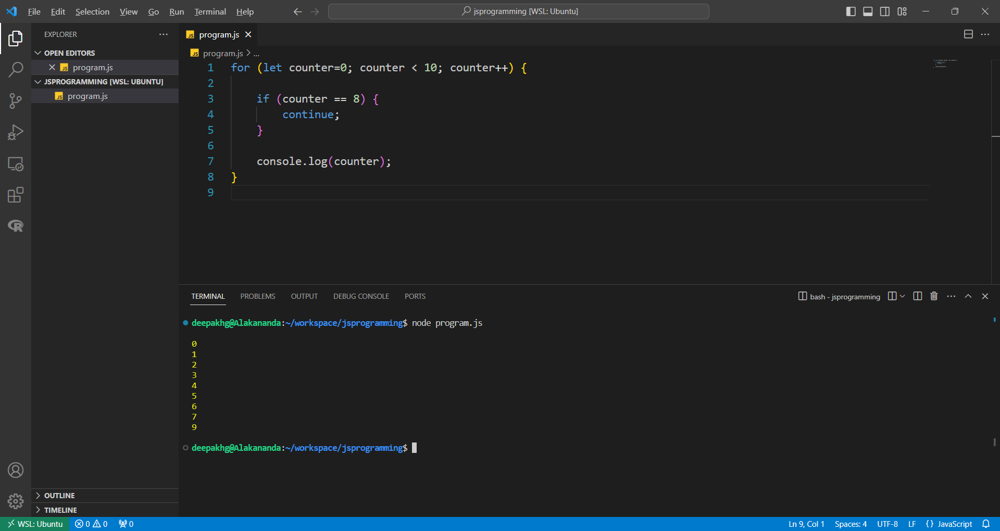 File Edit Selection View Go Run Terminal Help
jsprogramming [WSL: Ubuntu]
EXPLORER
OPEN EDITORS
program.js
JSPROGRAMMING [WSL: UBUNTU]
program.js
OUTLINE
TIMELINE
program.js
program.js > ...
1 for (let counter=0; counter < 10; counter++) {
2
3     if (counter == 8) {
4         continue;
5     }
6
7     console.log(counter);
8 }
9
TERMINAL PROBLEMS OUTPUT DEBUG CONSOLE PORTS
bash - jsprogramming
deepakhg@Alakananda:~/workspace/jsprogramming$ node program.js
0
1
2
3
4
5
6
7
9
deepakhg@Alakananda:~/workspace/jsprogramming$
WSL: Ubuntu 0 0 0 Ln 9, Col 1 Spaces: 4 UTF-8 LF {} JavaScript